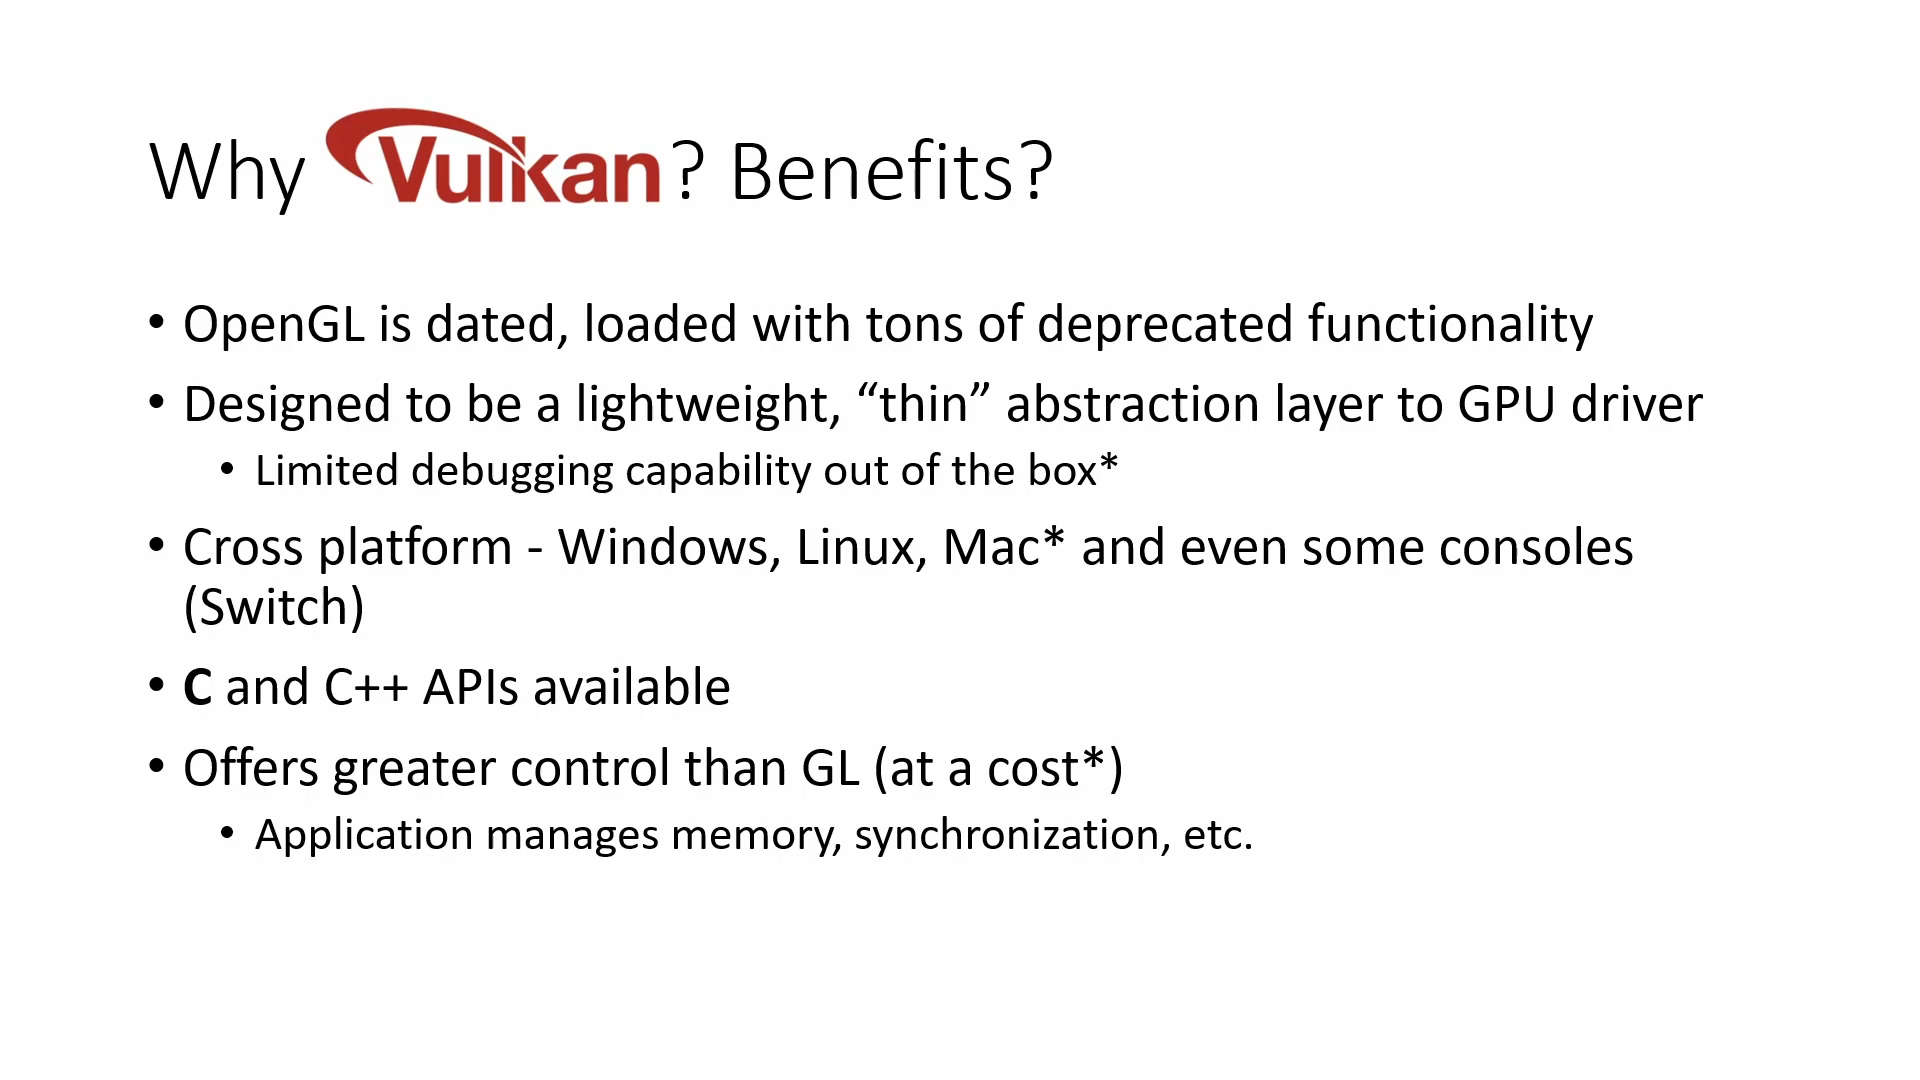 Why Vulkan? Benefits?
• OpenGL is dated, loaded with tons of deprecated functionality
• Designed to be a lightweight, “thin” abstraction layer to GPU driver
• Limited debugging capability out of the box*
• Cross platform - Windows, Linux, Mac* and even some consoles
(Switch)
• C and C++ APIs available
• Offers greater control than GL (at a cost*)
• Application manages memory, synchronization, etc.